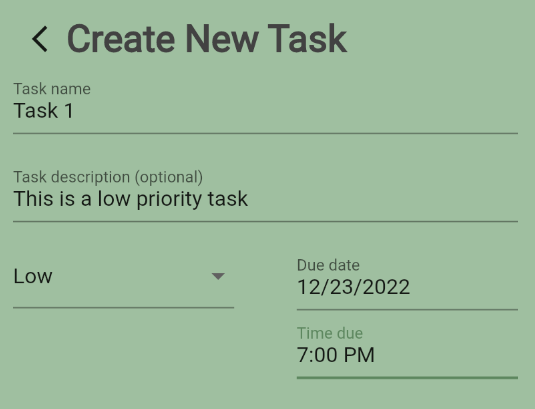 Create New Task
Task name
Task 1
Task description (optional)
This is a low priority task
Low
Due date
12/23/2022
Time due
7:00 PM